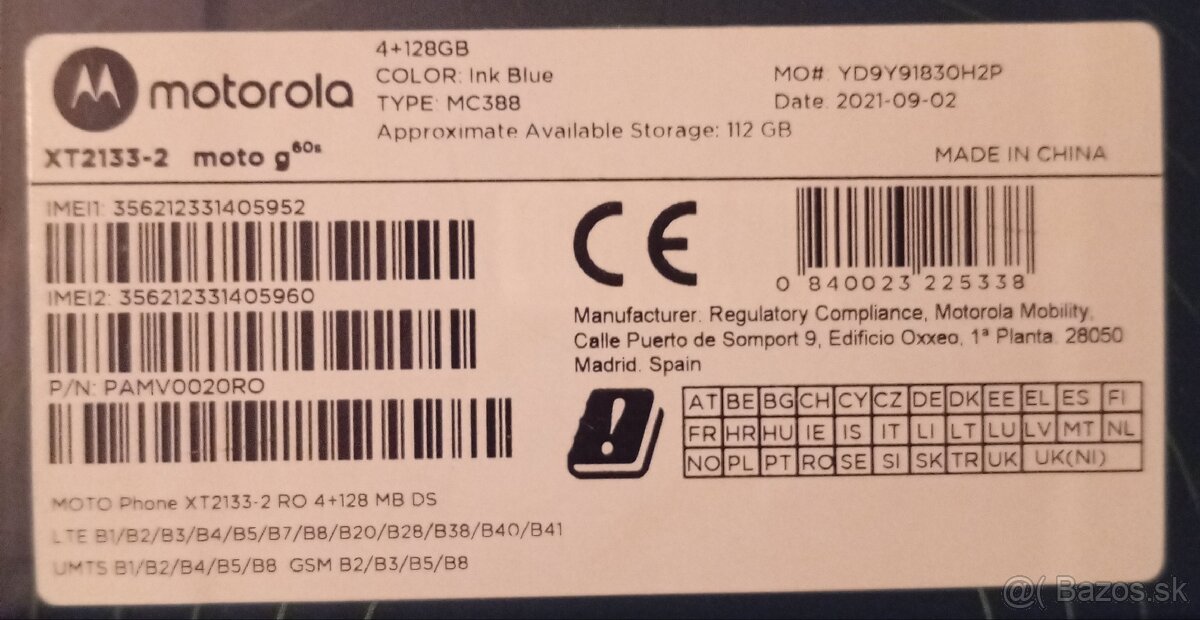 motorola
XT2133-2 moto g60s
4+128GB
COLOR: Ink Blue
TYPE: MC388
Approximate Available Storage: 112 GB
MO#: YD9Y91830H2P
Date: 2021-09-02
MADE IN CHINA
IMEI1: 356212331405952
IMEI2: 356212331405960
P/N: PAMV0020RO
MOTO Phone XT2133-2 RO 4+128 MB DS
LTE B1/B2/B3/B4/B5/B7/B8/B20/B28/B38/B40/B41
UMTS B1/B2/B4/B5/B8 GSM B2/B3/B5/B8
CE
0 840023 225338
Manufacturer: Regulatory Compliance, Motorola Mobility,
Calle Puerto de Somport 9, Edificio Oxxeo, 1ª Planta. 28050
Madrid. Spain
AT BE BG CH CY CZ DE DK EE EL ES FI
FR HR HU IE IS IT LI LT LU LV MT NL
NO PL PT RO SE SI SK TR UK UK(NI)
@( Bazos.sk